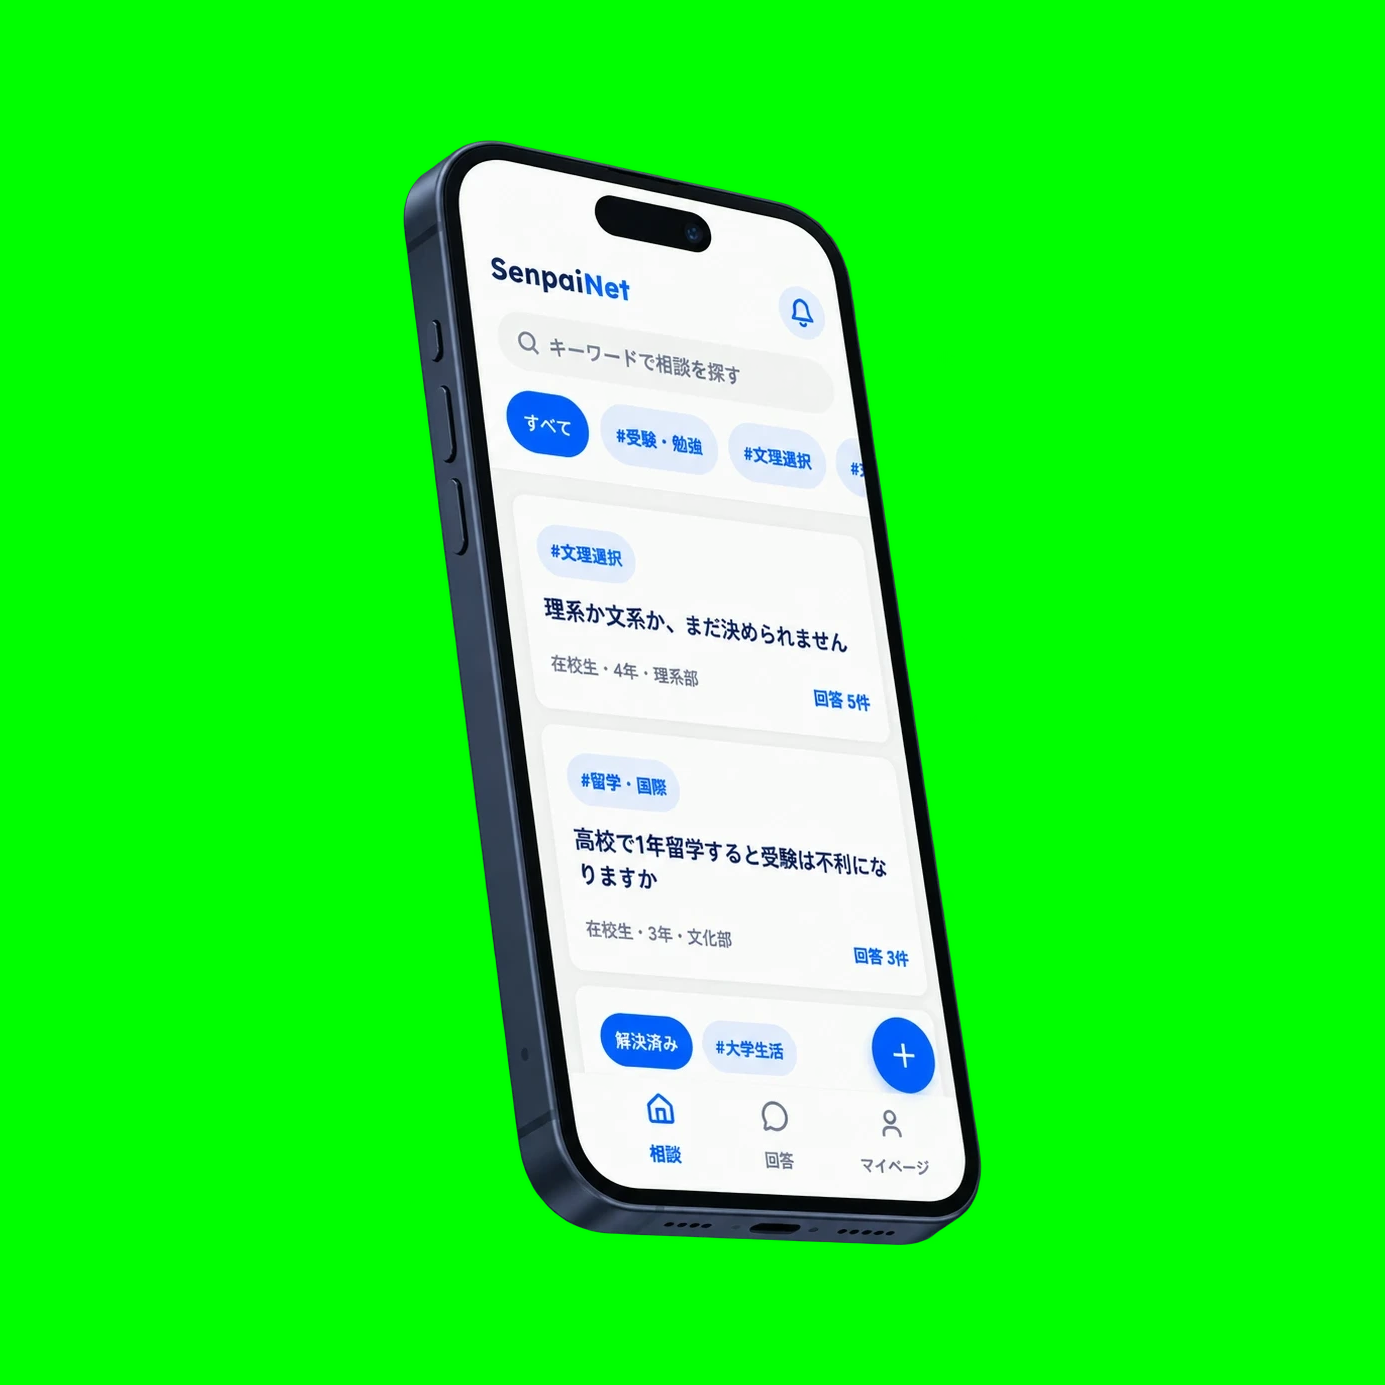 SenpaiNet
キーワードで相談を探す
すべて #受験・勉強 #文理選択
#文理選択
理系か文系か、まだ決められません
在校生・4年・理系部
回答 5件
#留学・国際
高校で1年留学すると受験は不利にな
りますか
在校生・3年・文化部
回答 3件
解決済み #大学生活
相談 回答 マイページ